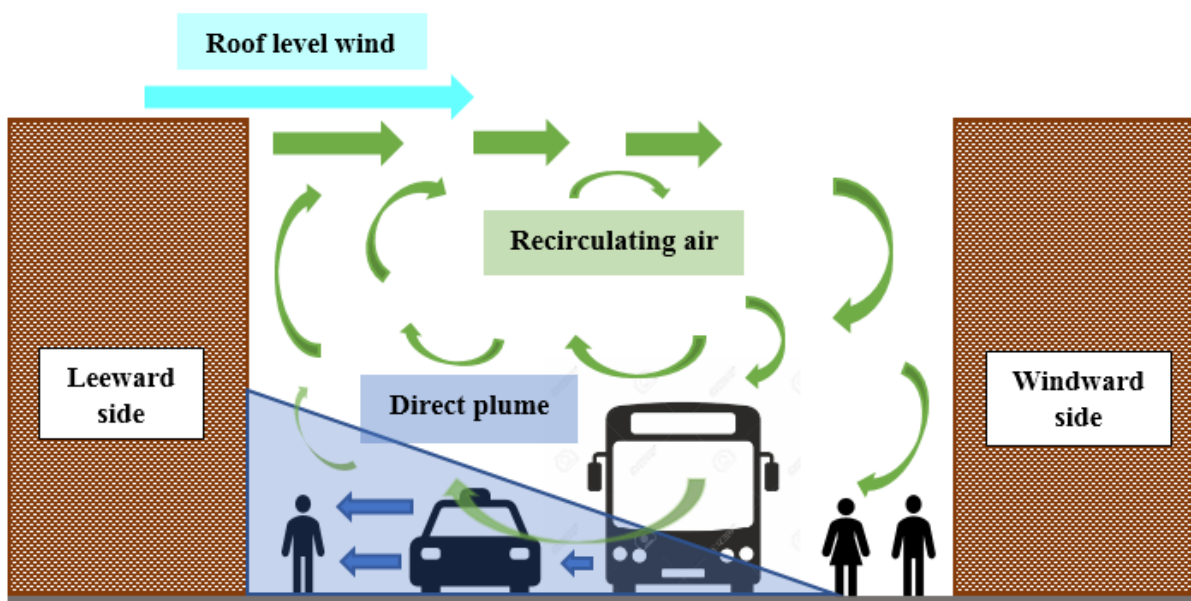 Roof level wind
Recirculating air
Leeward
side
Direct plume
Windward
side